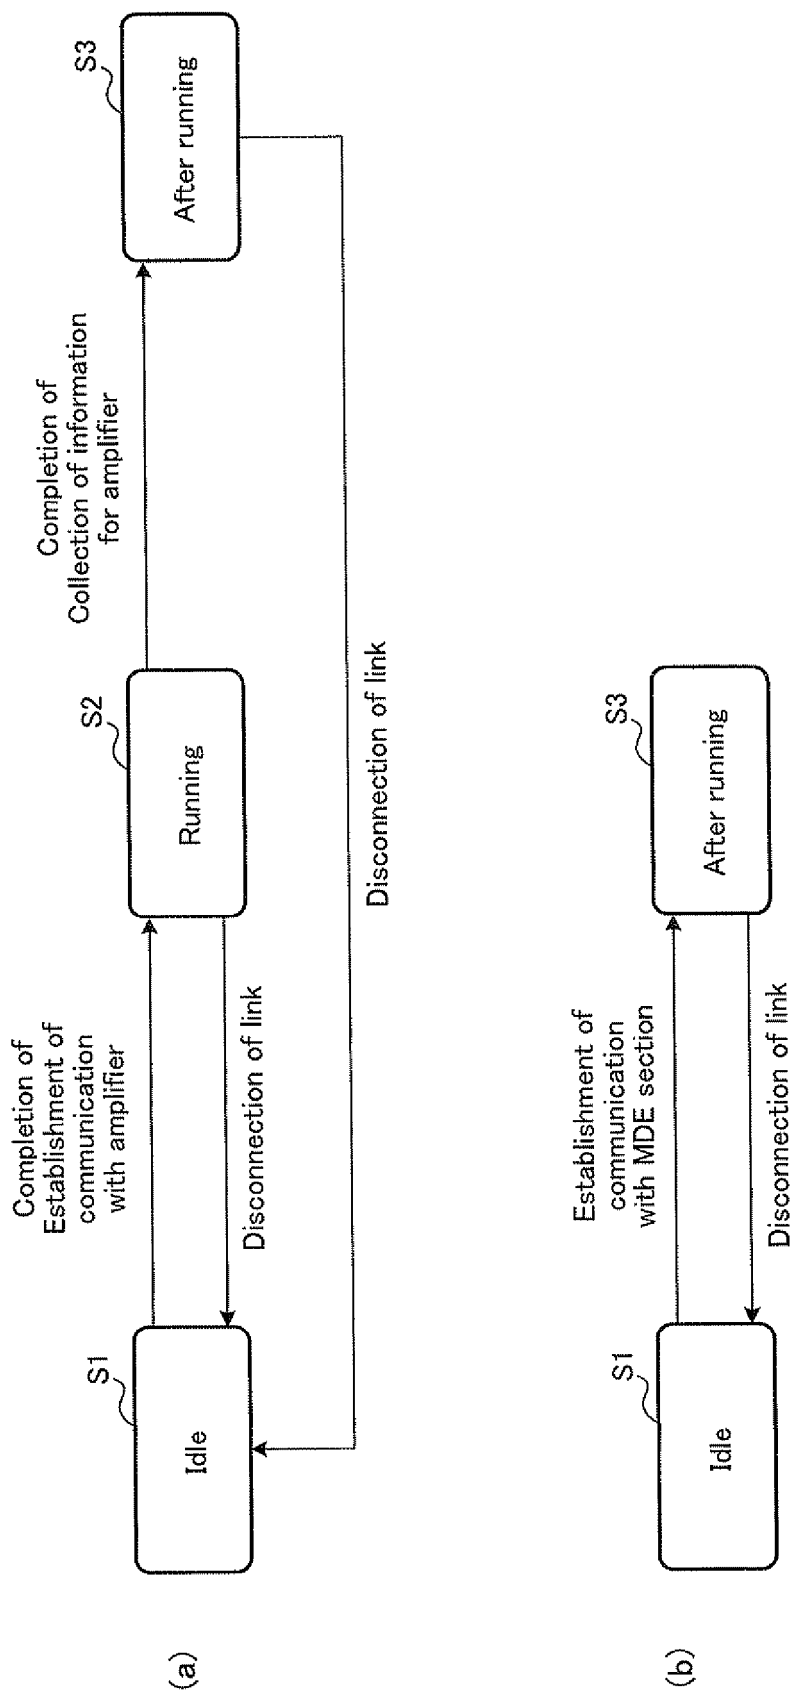 (a)
S1
Idle
Completion of
Establishment of
communication
with amplifier
Disconnection of link
S2
Running
Completion of
Collection of information
for amplifier
Disconnection of link
S3
After running
(b)
S1
Idle
Establishment of
communication
with MDE section
Disconnection of link
S3
After running